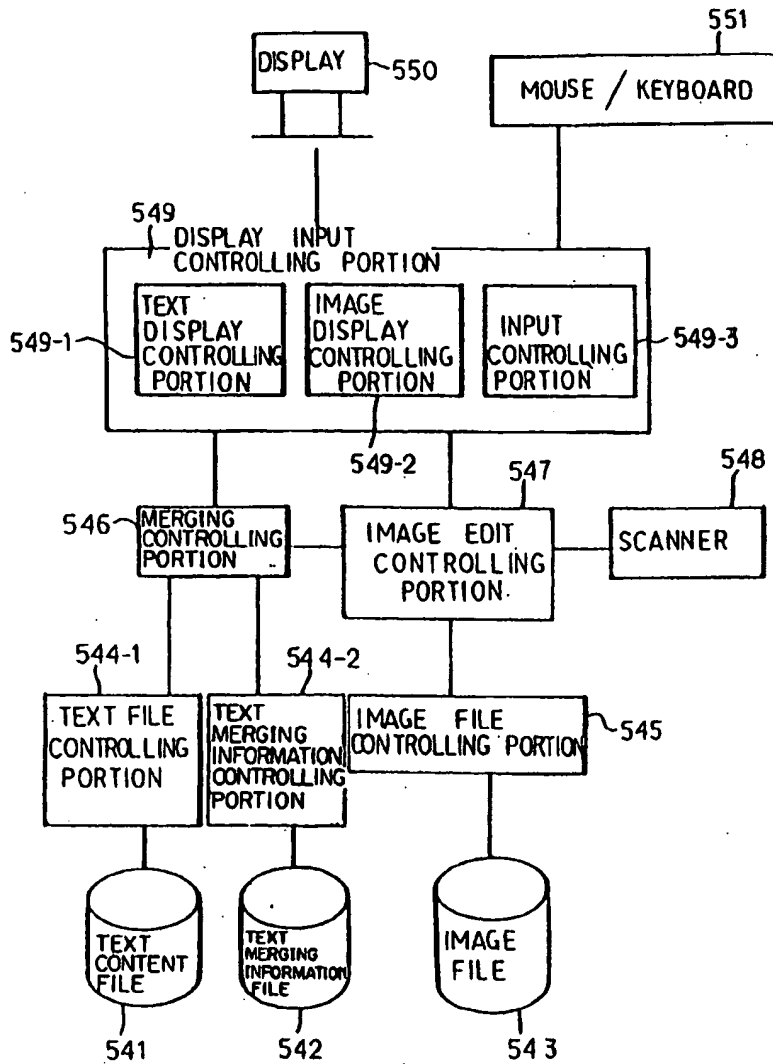 551
DISPLAY
550
MOUSE / KEYBOARD
549
DISPLAY INPUT
CONTROLLING PORTION
TEXT
DISPLAY
CONTROLLING
PORTION
IMAGE
DISPLAY
CONTROLLING
PORTION
INPUT
CONTROLLING
PORTION
549-1
549-3
549-2
547
548
546
MERGING
CONTROLLING
PORTION
IMAGE EDIT
CONTROLLING
PORTION
SCANNER
544-1
544-2
TEXT FILE
CONTROLLING
PORTION
TEXT
MERGING
INFORMATION
CONTROLLING
PORTION
IMAGE FILE
CONTROLLING PORTION
545
TEXT
CONTENT
FILE
TEXT
MERGING
INFORMATION
FILE
IMAGE
FILE
541
542
543